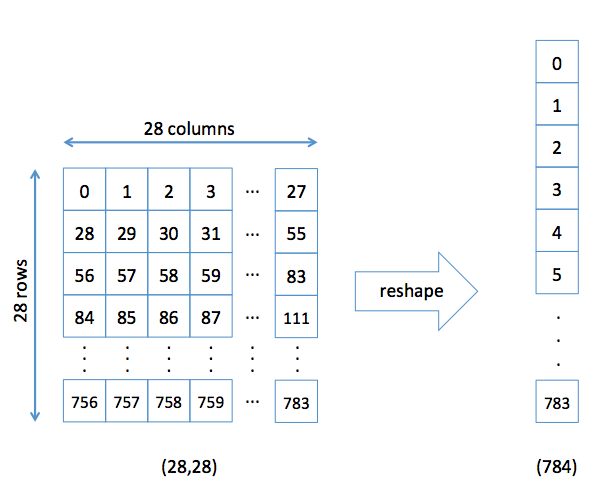 28 columns
28 rows
0 1 2 3 ... 27
28 29 30 31 ... 55
56 57 58 59 ... 83
84 85 86 87 ... 111
. . . . . .
. . . . . .
. . . . . .
756 757 758 759 ... 783
(28,28)
reshape
0
1
2
3
4
5
.
.
.
783
(784)